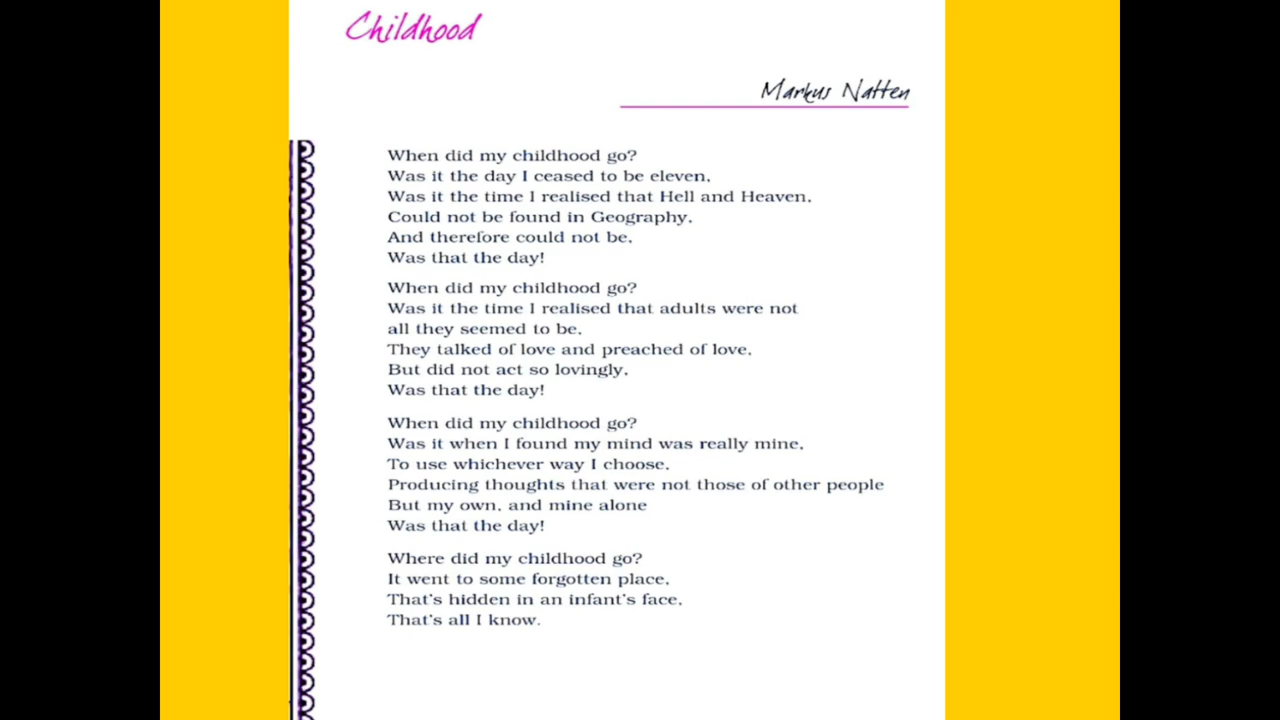 Childhood
Markus Natten
When did my childhood go?
Was it the day I ceased to be eleven,
Was it the time I realised that Hell and Heaven,
Could not be found in Geography,
And therefore could not be,
Was that the day!
When did my childhood go?
Was it the time I realised that adults were not
all they seemed to be,
They talked of love and preached of love,
But did not act so lovingly,
Was that the day!
When did my childhood go?
Was it when I found my mind was really mine,
To use whichever way I choose,
Producing thoughts that were not those of other people
But my own, and mine alone
Was that the day!
Where did my childhood go?
It went to some forgotten place,
That's hidden in an infant's face,
That's all I know.